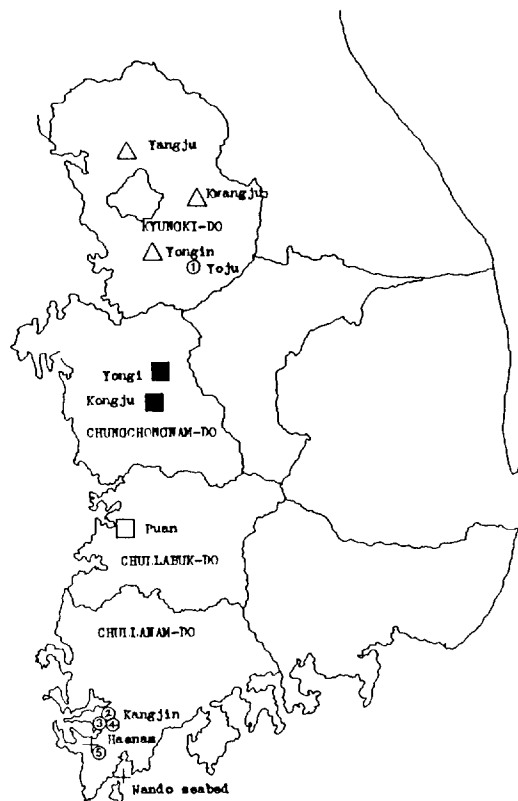 Yangju
Kwangju
KYUNGKI-DO
Yongin
① Yoju
Yongi
Kongju
CHUNGCHONGNAM-DO
Puan
CHULLABUK-DO
CHULLANAM-DO
② Kangjin
③ ④
Haenam
⑤
Wando seabed